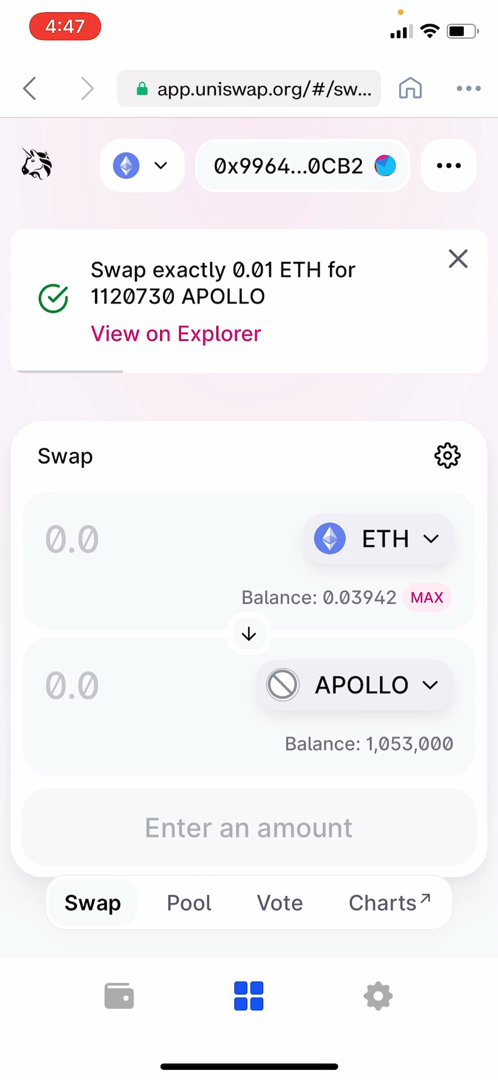 4:47
app.uniswap.org/#/sw...
0x9964...0CB2
Swap exactly 0.01 ETH for
1120730 APOLLO
View on Explorer
Swap
0.0
ETH
Balance: 0.03942 MAX
0.0
APOLLO
Balance: 1,053,000
Enter an amount
Swap Pool Vote Charts↗